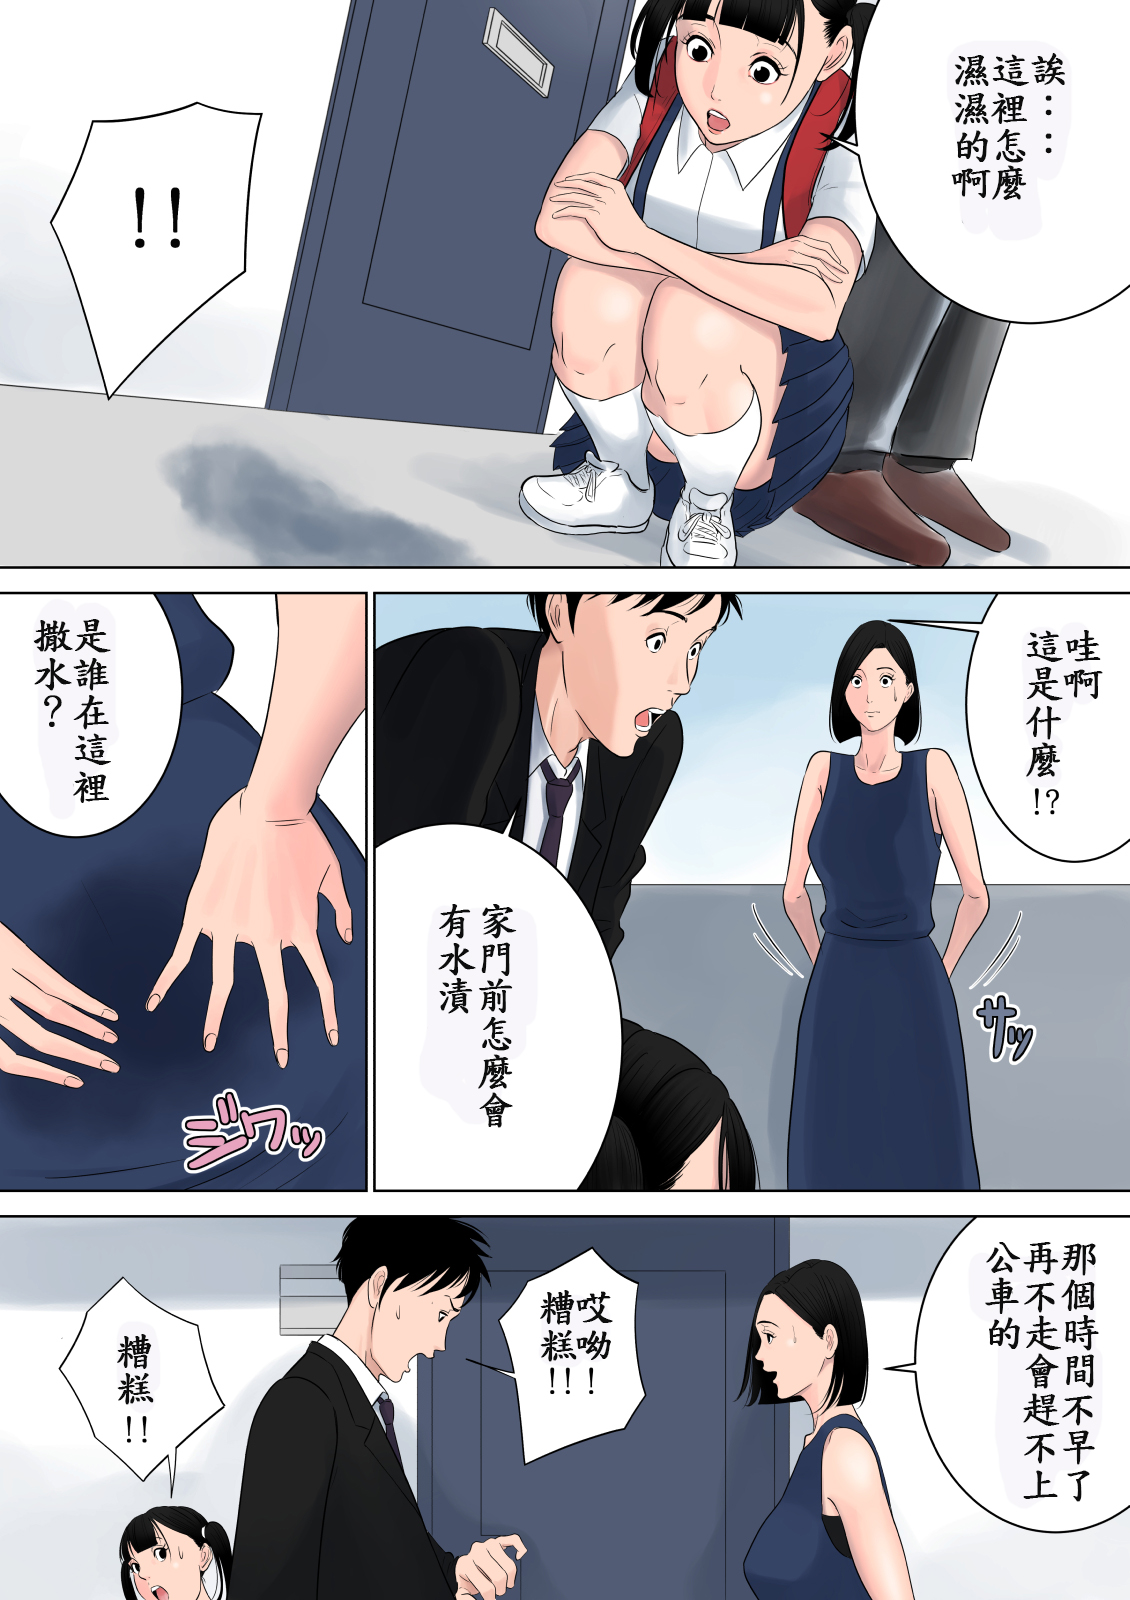 誒……
這裡怎麼
濕濕的啊
!!
哇啊
這是什麼!?
家門前怎麼會
有水漬
サッ
是誰在這裡
撒水？
ジワッ
那個時間不早了
再不走會趕不上
公車的
哎呦
糟糕!!!
糟糕!!